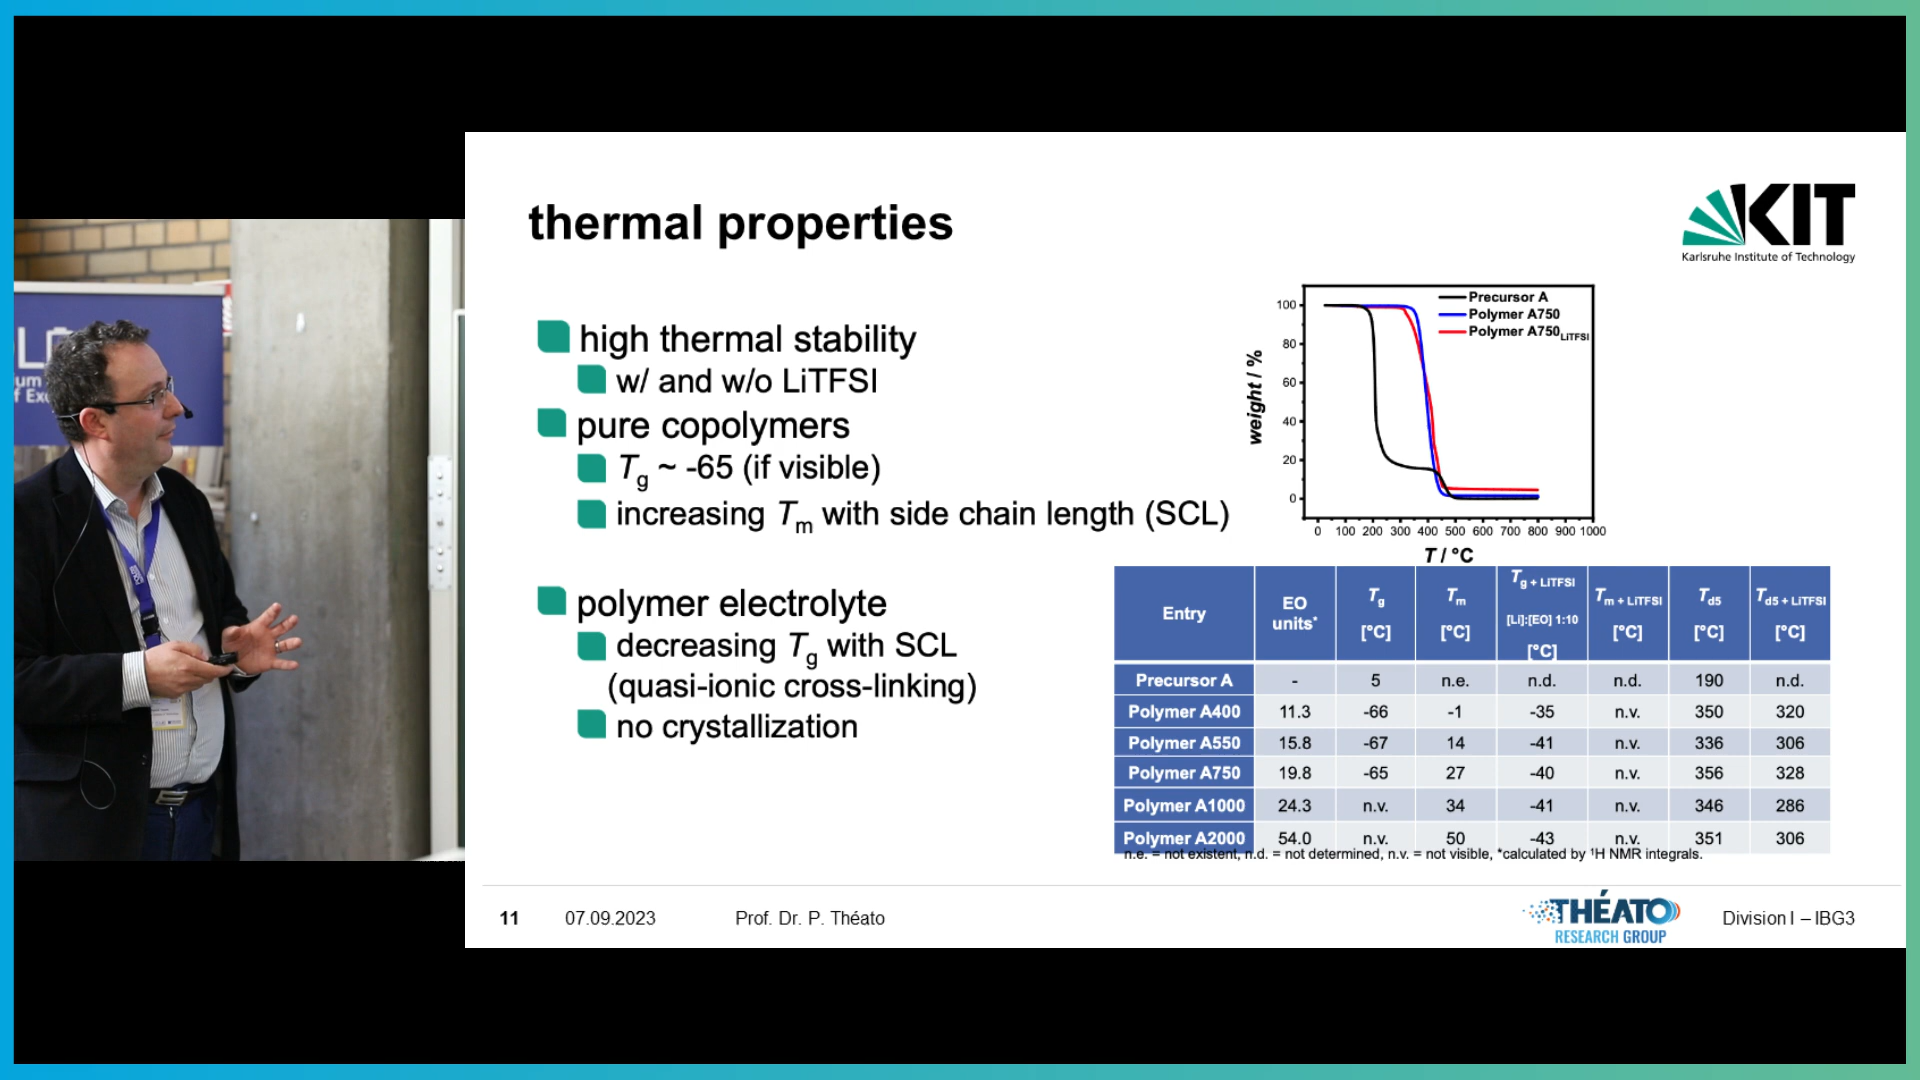 thermal properties
KIT
Karlsruhe Institute of Technology
high thermal stability
w/ and w/o LiTFSI
pure copolymers
Tg ~ -65 (if visible)
increasing Tm with side chain length (SCL)
polymer electrolyte
decreasing Tg with SCL
(quasi-ionic cross-linking)
no crystallization
Precursor A
Polymer A750
Polymer A750LiTFSI
weight / %
100
80
60
40
20
0
0 100 200 300 400 500 600 700 800 900 1000
T / °C
Entry EO units* Tg [°C] Tm [°C] Tg + LiTFSI [Li]:[EO] 1:10 [°C] Tm + LiTFSI [°C] Td5 [°C] Td5 + LiTFSI [°C]
Precursor A - 5 n.e. n.d. n.d. 190 n.d.
Polymer A400 11.3 -66 -1 -35 n.v. 350 320
Polymer A550 15.8 -67 14 -41 n.v. 336 306
Polymer A750 19.8 -65 27 -40 n.v. 356 328
Polymer A1000 24.3 n.v. 34 -41 n.v. 346 286
Polymer A2000 54.0 n.v. 50 -43 n.v. 351 306
n.e. = not existent, n.d. = not determined, n.v. = not visible, *calculated by ¹H NMR integrals.
11 07.09.2023 Prof. Dr. P. Théato
THÉATO
RESEARCH GROUP
Division I – IBG3